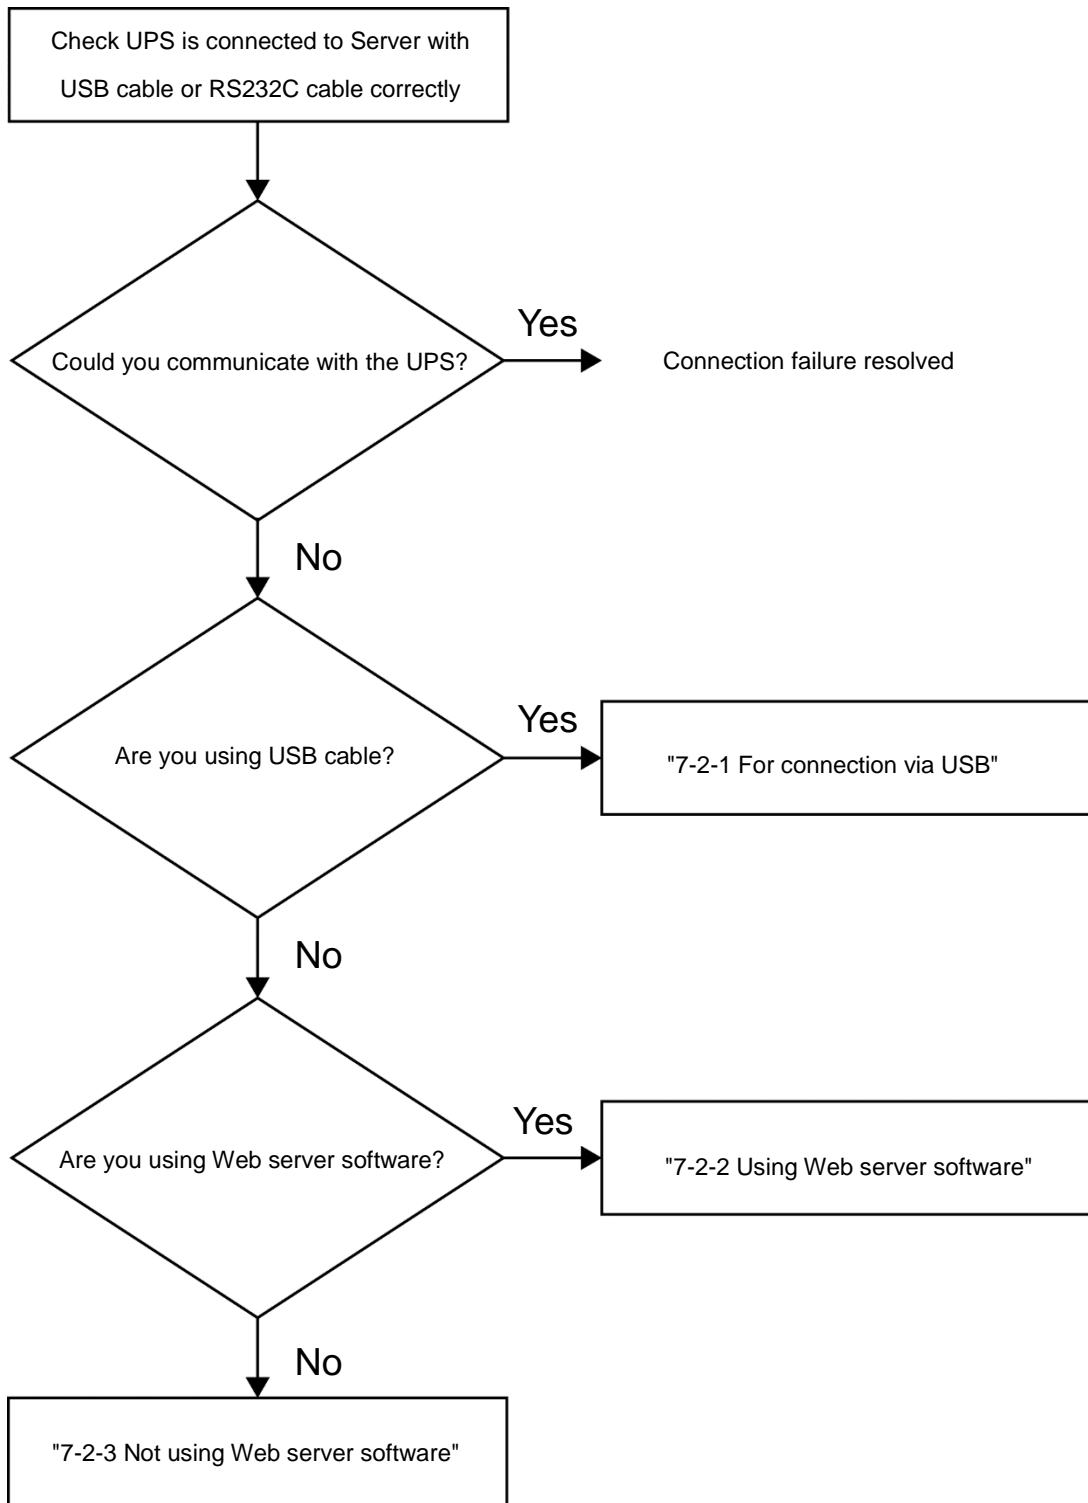 Check UPS is connected to Server with
USB cable or RS232C cable correctly
Could you communicate with the UPS?
Yes
Connection failure resolved
No
Are you using USB cable?
Yes
"7-2-1 For connection via USB"
No
Are you using Web server software?
Yes
"7-2-2 Using Web server software"
No
"7-2-3 Not using Web server software"